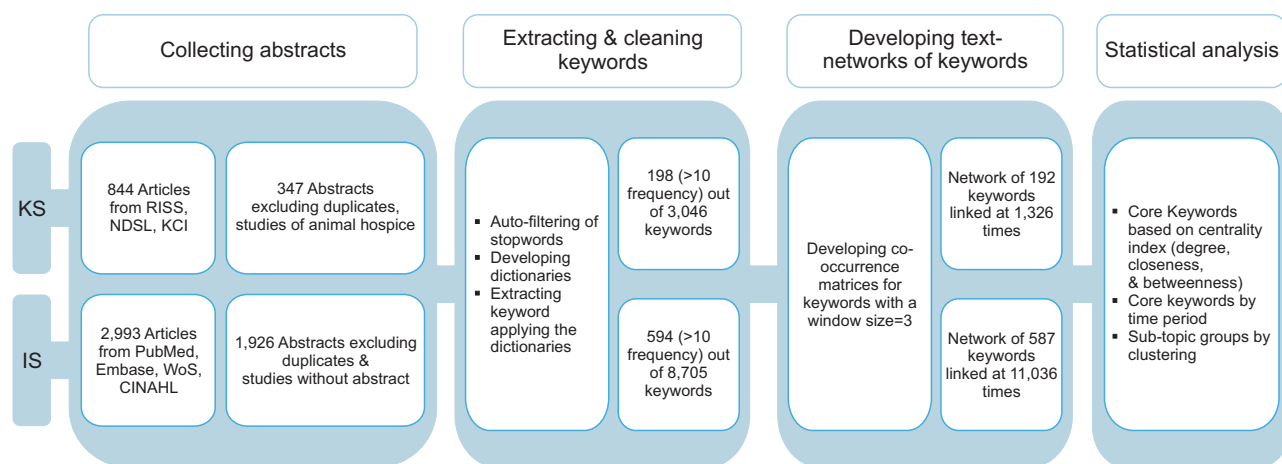 Collecting abstracts
Extracting & cleaning
keywords
Developing text-
networks of keywords
Statistical analysis
KS
844 Articles
from RISS,
NDSL, KCI
347 Abstracts
excluding duplicates,
studies of animal hospice
IS
2,993 Articles
from PubMed,
Embase, WoS,
CINAHL
1,926 Abstracts excluding
duplicates &
studies without abstract
▪ Auto-filtering of
stopwords
▪ Developing
dictionaries
▪ Extracting
keyword
applying the
dictionaries
198 (>10
frequency) out
of 3,046
keywords
594 (>10
frequency) out
of 8,705
keywords
Developing co-
occurrence
matrices for
keywords with a
window size=3
Network of 192
keywords
linked at 1,326
times
Network of 587
keywords
linked at 11,036
times
▪ Core Keywords
based on centrality
index (degree,
closeness,
& betweenness)
▪ Core keywords by
time period
▪ Sub-topic groups by
clustering